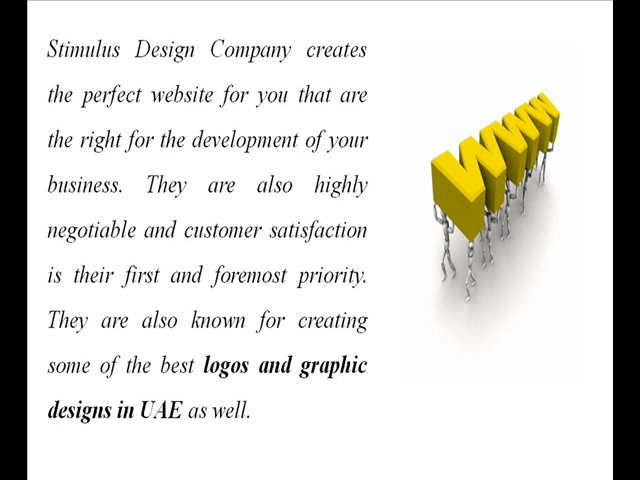 Stimulus Design Company creates
the perfect website for you that are
the right for the development of your
business. They are also highly
negotiable and customer satisfaction
is their first and foremost priority.
They are also known for creating
some of the best logos and graphic
designs in UAE as well.
WWW